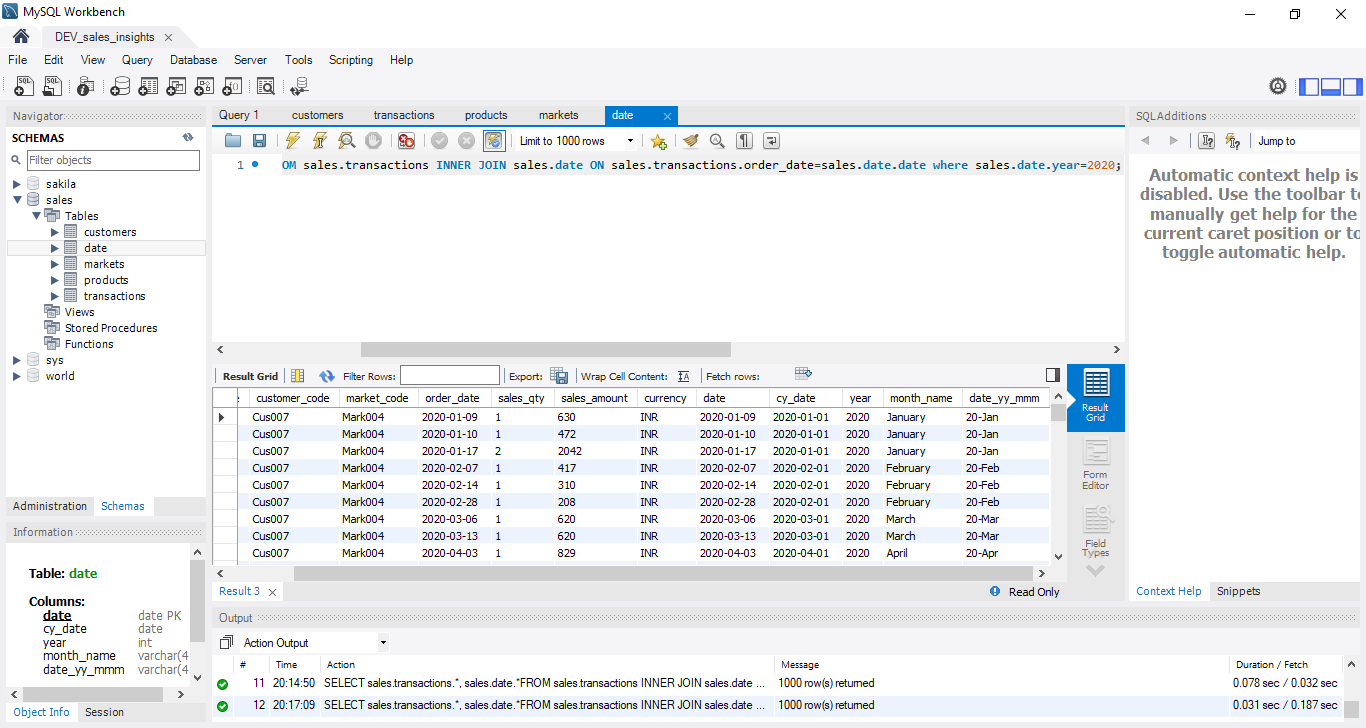 MySQL Workbench
DEV_sales_insights
File Edit View Query Database Server Tools Scripting Help
Navigator
SCHEMAS
Filter objects
sakila
sales
Tables
customers
date
markets
products
transactions
Views
Stored Procedures
Functions
sys
world
Administration Schemas
Information
Table: date
Columns:
date date PK
cy_date date
year int
month_name varchar(4
date_yy_mmm varchar(4
Object Info Session
Query 1 customers transactions products markets date
Limit to 1000 rows
1 OM sales.transactions INNER JOIN sales.date ON sales.transactions.order_date=sales.date.date where sales.date.year=2020;
Result Grid Filter Rows: Export: Wrap Cell Content: Fetch rows:
customer_code market_code order_date sales_qty sales_amount currency date cy_date year month_name date_yy_mmm
Cus007 Mark004 2020-01-09 1 630 INR 2020-01-09 2020-01-01 2020 January 20-Jan
Cus007 Mark004 2020-01-10 1 472 INR 2020-01-10 2020-01-01 2020 January 20-Jan
Cus007 Mark004 2020-01-17 2 2042 INR 2020-01-17 2020-01-01 2020 January 20-Jan
Cus007 Mark004 2020-02-07 1 417 INR 2020-02-07 2020-02-01 2020 February 20-Feb
Cus007 Mark004 2020-02-14 1 310 INR 2020-02-14 2020-02-01 2020 February 20-Feb
Cus007 Mark004 2020-02-28 1 208 INR 2020-02-28 2020-02-01 2020 February 20-Feb
Cus007 Mark004 2020-03-06 1 620 INR 2020-03-06 2020-03-01 2020 March 20-Mar
Cus007 Mark004 2020-03-13 1 620 INR 2020-03-13 2020-03-01 2020 March 20-Mar
Cus007 Mark004 2020-04-03 1 829 INR 2020-04-03 2020-04-01 2020 April 20-Apr
Result
Grid
Form
Editor
Field
Types
Result 3 Read Only
SQLAdditions
Jump to
Automatic context help is
disabled. Use the toolbar to
manually get help for the
current caret position or to
toggle automatic help.
Context Help Snippets
Output
Action Output
# Time Action Message Duration / Fetch
11 20:14:50 SELECT sales.transactions.*, sales.date.*FROM sales.transactions INNER JOIN sales.date ... 1000 row(s) returned 0.078 sec / 0.032 sec
12 20:17:09 SELECT sales.transactions.*, sales.date.*FROM sales.transactions INNER JOIN sales.date ... 1000 row(s) returned 0.031 sec / 0.187 sec